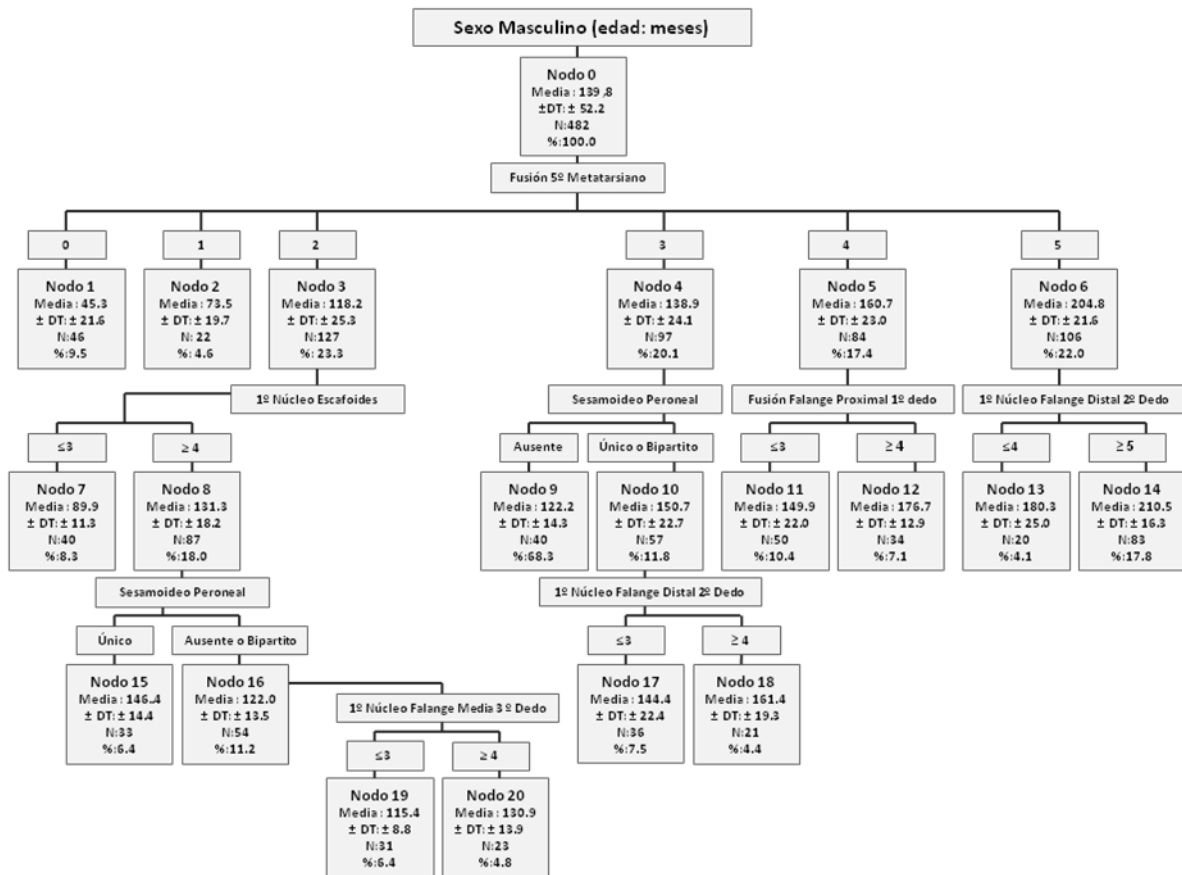 Sexo Masculino (edad: meses)
Nodo 0
Media : 139 ,8
±DT: ± 52.2
N:482
%:100.0
Fusión 5º Metatarsiano
0
1
2
3
4
5
Nodo 1
Media : 45.3
± DT: ± 21.6
N:46
%:9.5
Nodo 2
Media : 73.5
± DT: ± 19.7
N: 22
%: 4.6
Nodo 3
Media : 118.2
± DT: ± 25.3
N:127
%: 23.3
Nodo 4
Media : 138.9
± DT: ± 24.1
N:97
%:20.1
Nodo 5
Media : 160.7
± DT: ± 23.0
N:84
%:17.4
Nodo 6
Media : 204.8
± DT: ± 21.6
N:106
%:22.0
1º Núcleo Escafoides
Sesamoideo Peroneal
Fusión Falange Proximal 1º dedo
1º Núcleo Falange Distal 2º Dedo
≤3
≥ 4
Ausente
Único o Bipartito
≤3
≥ 4
≤4
≥ 5
Nodo 7
Media : 89.9
± DT: ± 11.3
N:40
%:8.3
Nodo 8
Media : 131.3
± DT: ± 18.2
N:87
%:18.0
Nodo 9
Media : 122.2
± DT: ± 14.3
N:40
%:68.3
Nodo 10
Media : 150.7
± DT: ± 22.7
N:57
%:11.8
Nodo 11
Media : 149.9
± DT: ± 22.0
N:50
%:10.4
Nodo 12
Media : 176.7
± DT: ± 12.9
N:34
%:7.1
Nodo 13
Media : 180.3
± DT: ± 25.0
N:20
%:4.1
Nodo 14
Media : 210.5
± DT: ± 16.3
N:83
%:17.8
Sesamoideo Peroneal
1º Núcleo Falange Distal 2º Dedo
Único
Ausente o Bipartito
≤3
≥ 4
Nodo 15
Media : 146.4
± DT: ± 14.4
N:33
%:6.4
Nodo 16
Media : 122.0
± DT: ± 13.5
N:54
%:11.2
1º Núcleo Falange Media 3 º Dedo
Nodo 17
Media : 144.4
± DT: ± 22.4
N:36
%:7.5
Nodo 18
Media : 161.4
± DT: ± 19.3
N:21
%:4.4
≤3
≥ 4
Nodo 19
Media : 115.4
± DT: ± 8.8
N:31
%:6.4
Nodo 20
Media : 130.9
± DT: ± 13.9
N:23
%:4.8